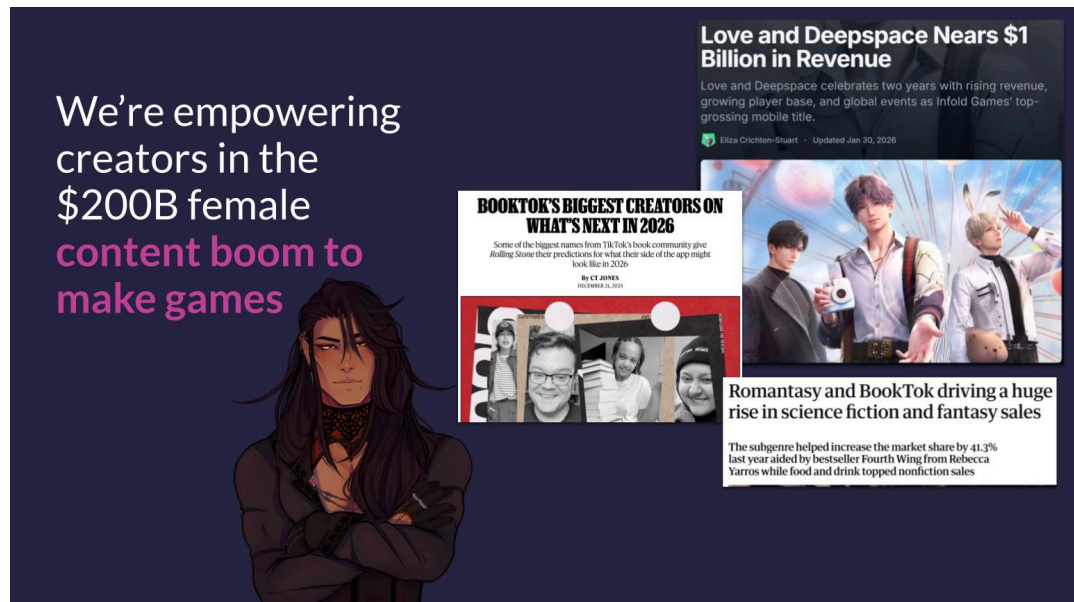 We’re empowering
creators in the
$200B female
content boom to
make games
Love and Deepspace Nears $1
Billion in Revenue
Love and Deepspace celebrates two years with rising revenue,
growing player base, and global events as Infold Games’ top-
grossing mobile title.
Eliza Crichton-Stuart • Updated Jan 30, 2026
BOOKTOK’S BIGGEST CREATORS ON
WHAT’S NEXT IN 2026
Some of the biggest names from TikTok’s book community give
Rolling Stone their predictions for what their side of the app might
look like in 2026
By CT JONES
DECEMBER 21, 2025
Romantasy and BookTok driving a huge
rise in science fiction and fantasy sales
The subgenre helped increase the market share by 41.3%
last year aided by bestseller Fourth Wing from Rebecca
Yarros while food and drink topped nonfiction sales